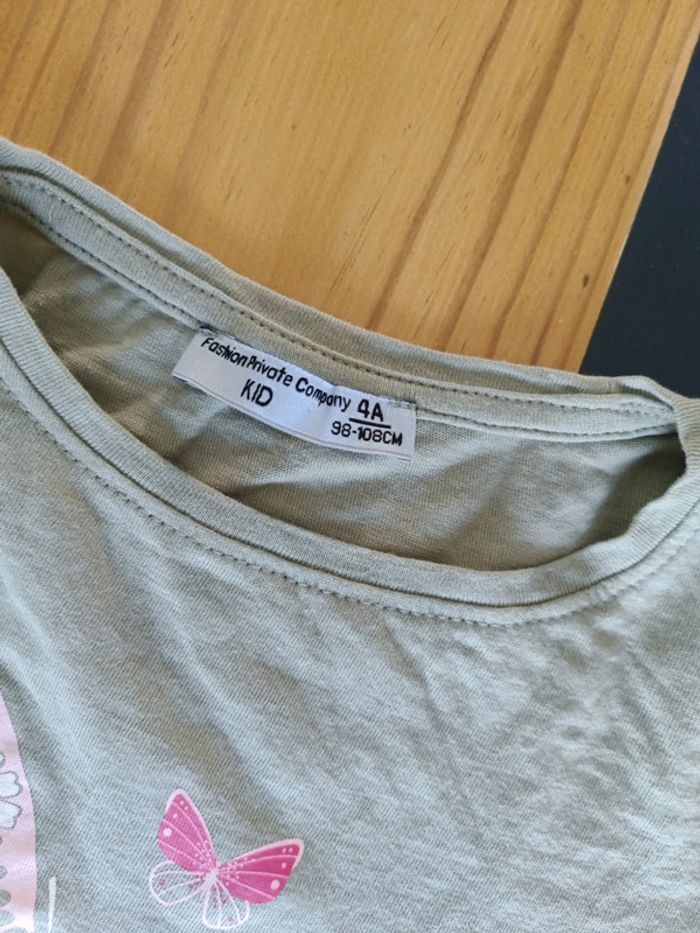 Fashion Private Company
KID
4A
98-108CM